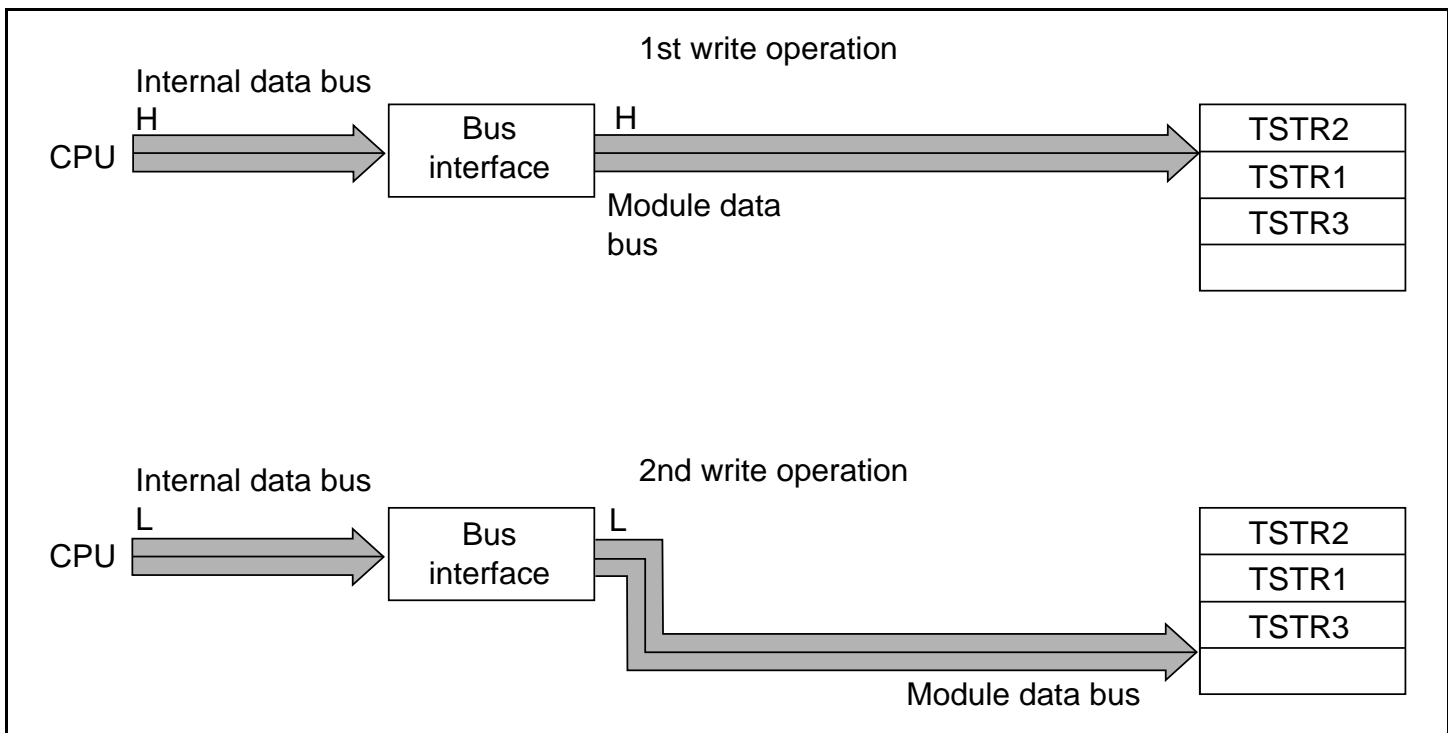 1st write operation
Internal data bus
H
H
CPU
Bus
interface
Module data
bus
TSTR2
TSTR1
TSTR3
2nd write operation
Internal data bus
L
L
CPU
Bus
interface
Module data bus
TSTR2
TSTR1
TSTR3